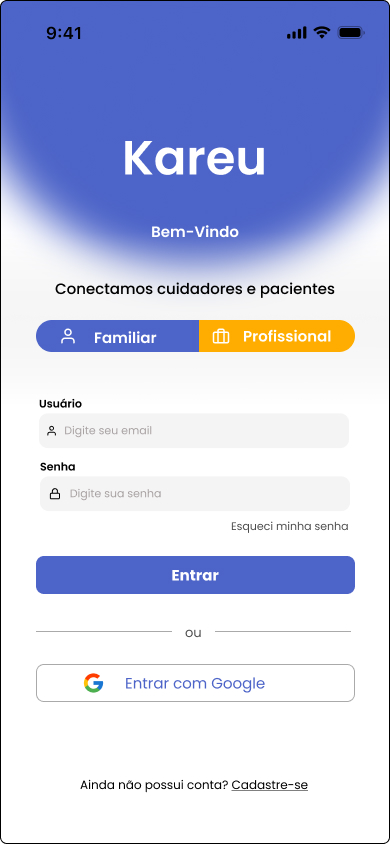 9:41
Kareu
Bem-Vindo
Conectamos cuidadores e pacientes
Familiar Profissional
Usuário
Digite seu email
Senha
Digite sua senha
Esqueci minha senha
Entrar
ou
Entrar com Google
Ainda não possui conta? Cadastre-se